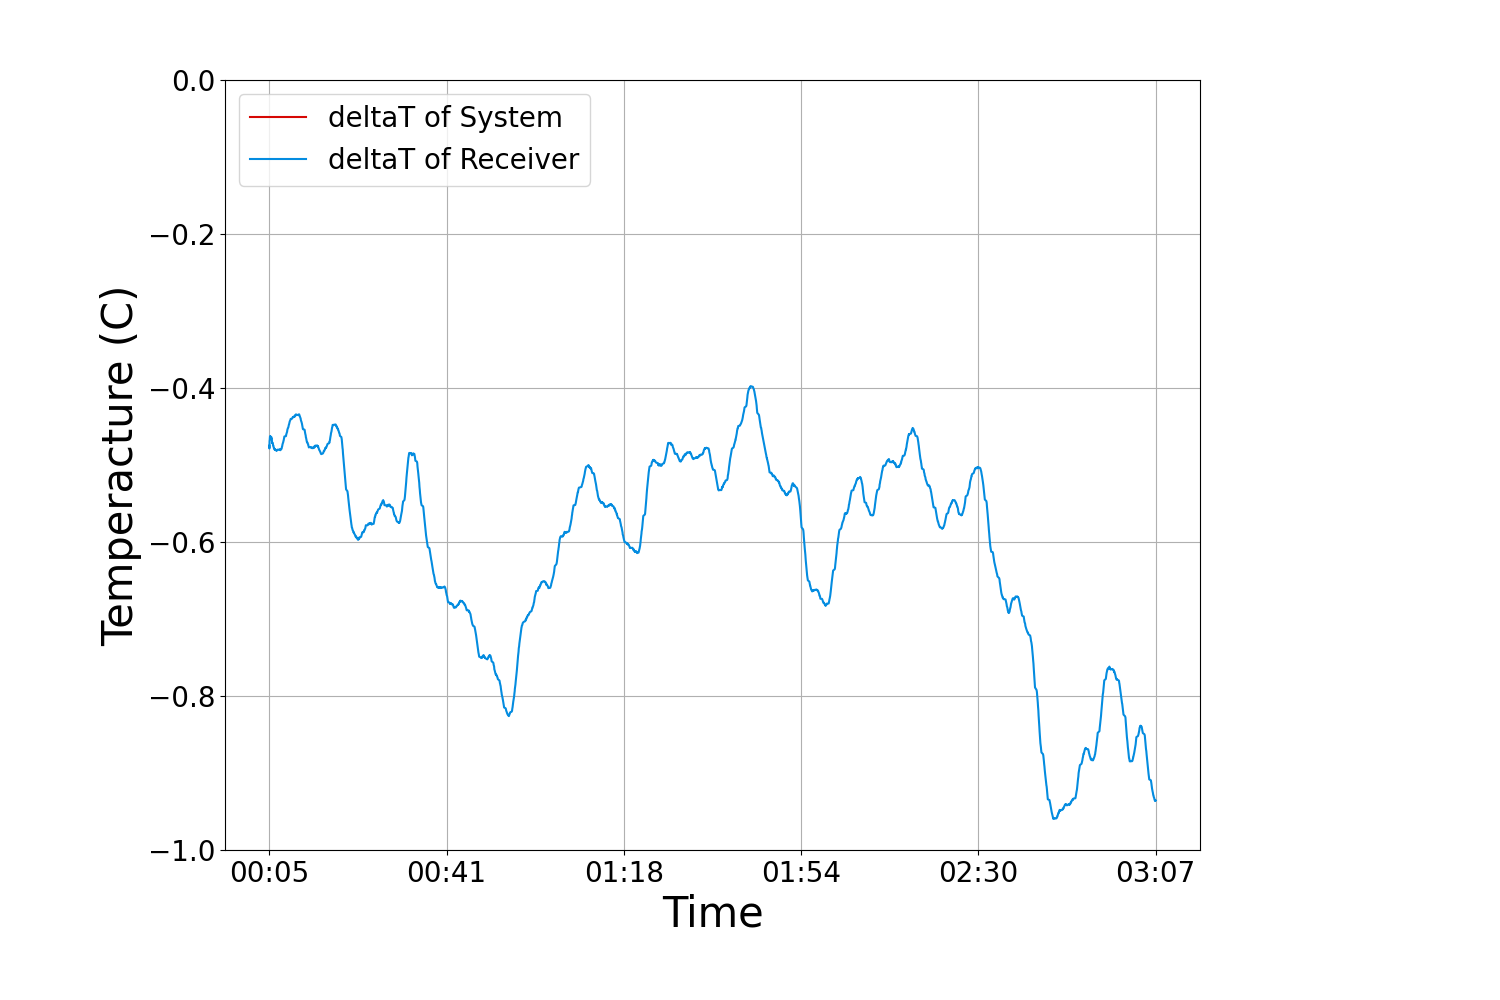 0.0
−0.2
−0.4
−0.6
−0.8
−1.0
Temperacture (C)
deltaT of System
deltaT of Receiver
00:05 00:41 01:18 01:54 02:30 03:07
Time